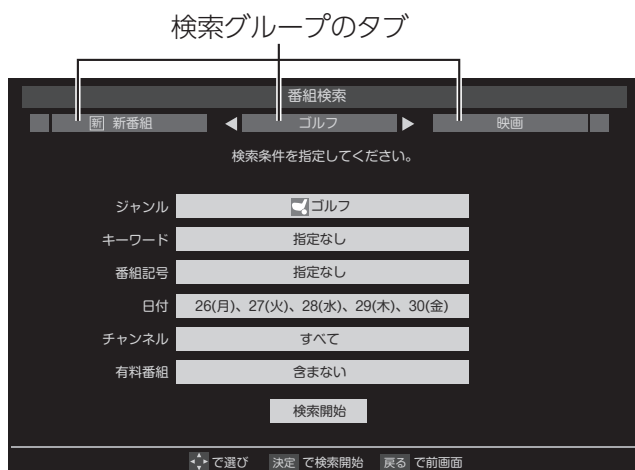 検索グループのタブ
番組検索
新 新番組 ◀ ゴルフ ▶ 映画
検索条件を指定してください。
ジャンル ゴルフ
キーワード 指定なし
番組記号 指定なし
日付 26(月)、27(火)、28(水)、29(木)、30(金)
チャンネル すべて
有料番組 含まない
検索開始
で選び 決定 で検索開始 戻る で前画面